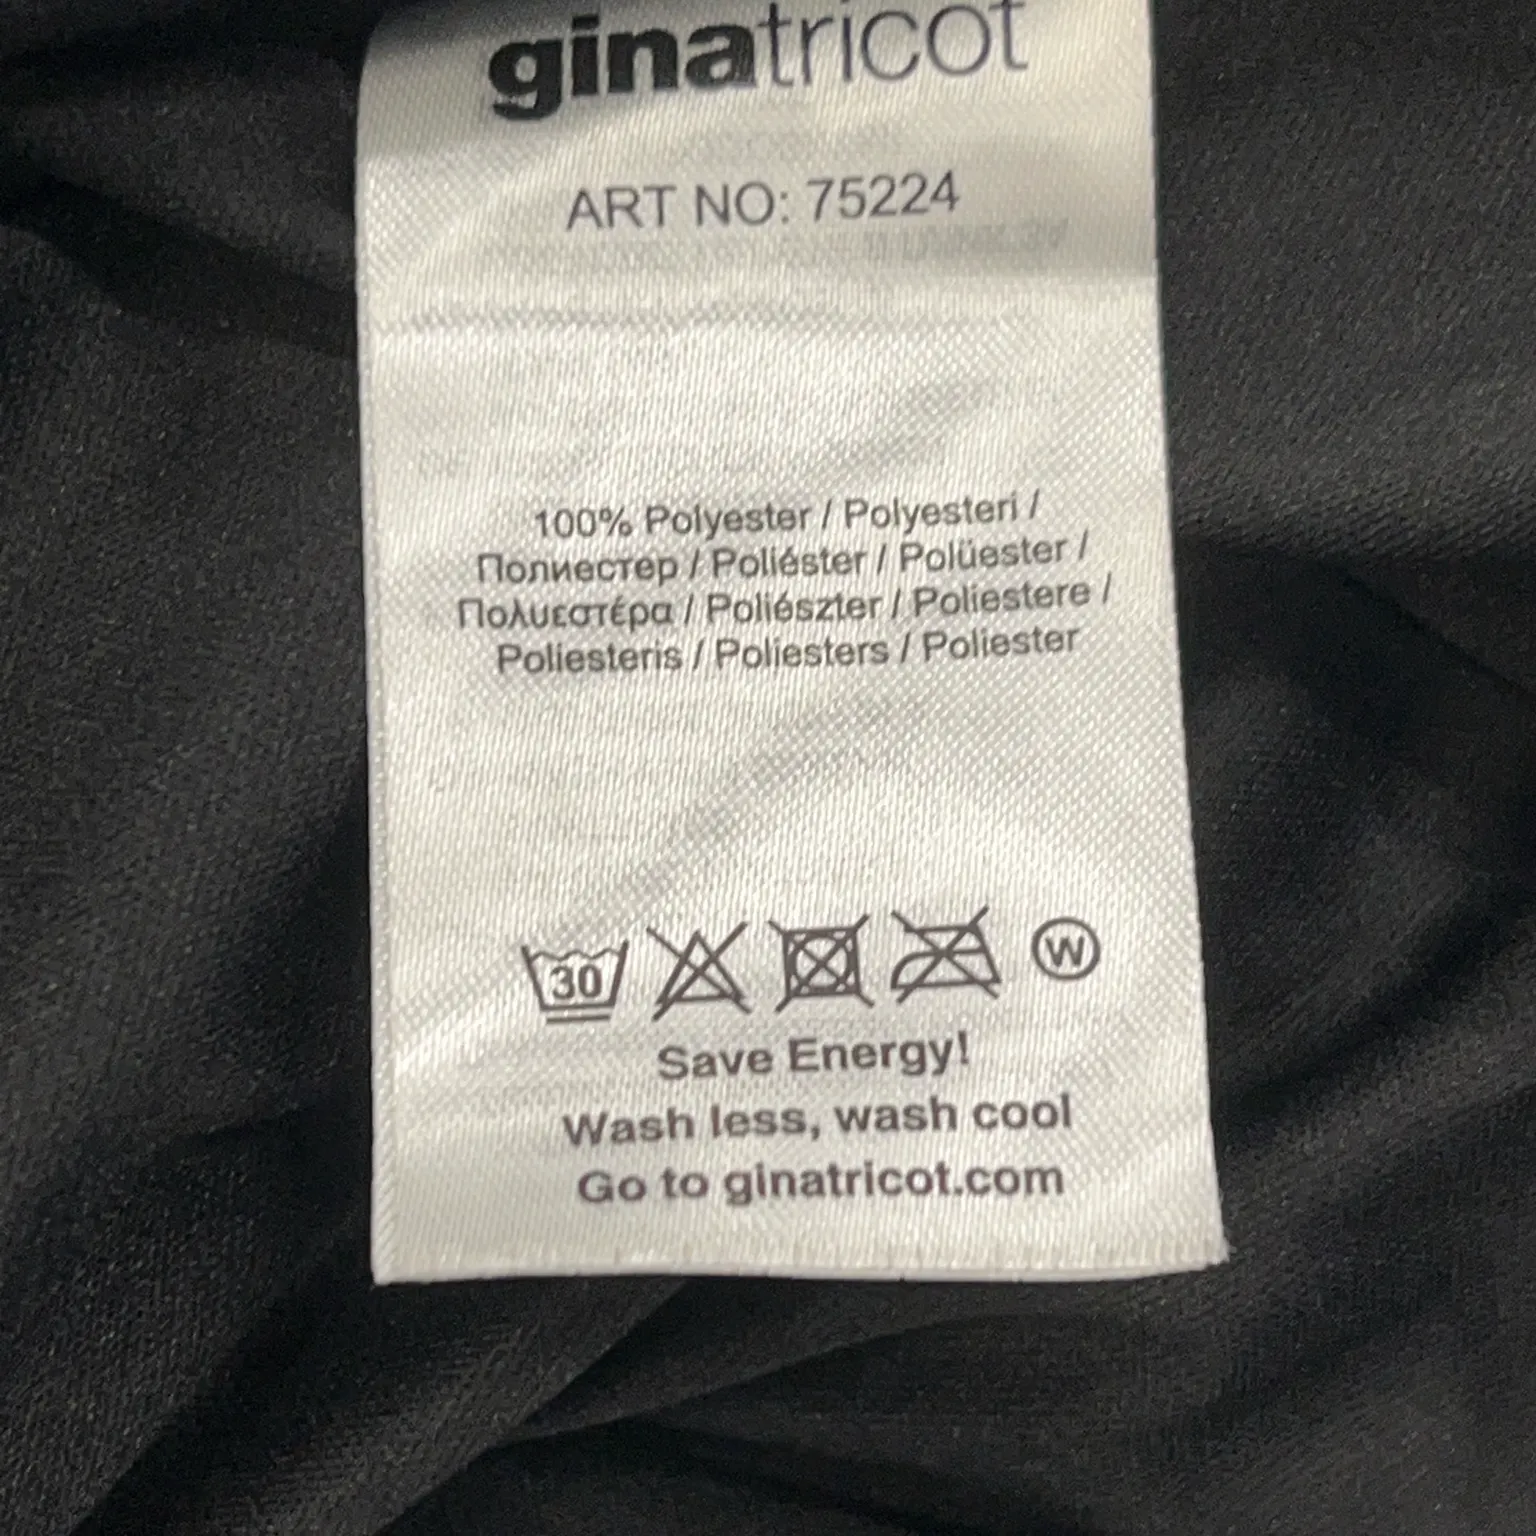 ginatricot
ART NO: 75224
100% Polyester / Polyesteri /
Полиестер / Poliéster / Polüester /
Πολυεστέρα / Poliészter / Poliestere /
Poliesteris / Poliesters / Poliester
30 W
Save Energy!
Wash less, wash cool
Go to ginatricot.com